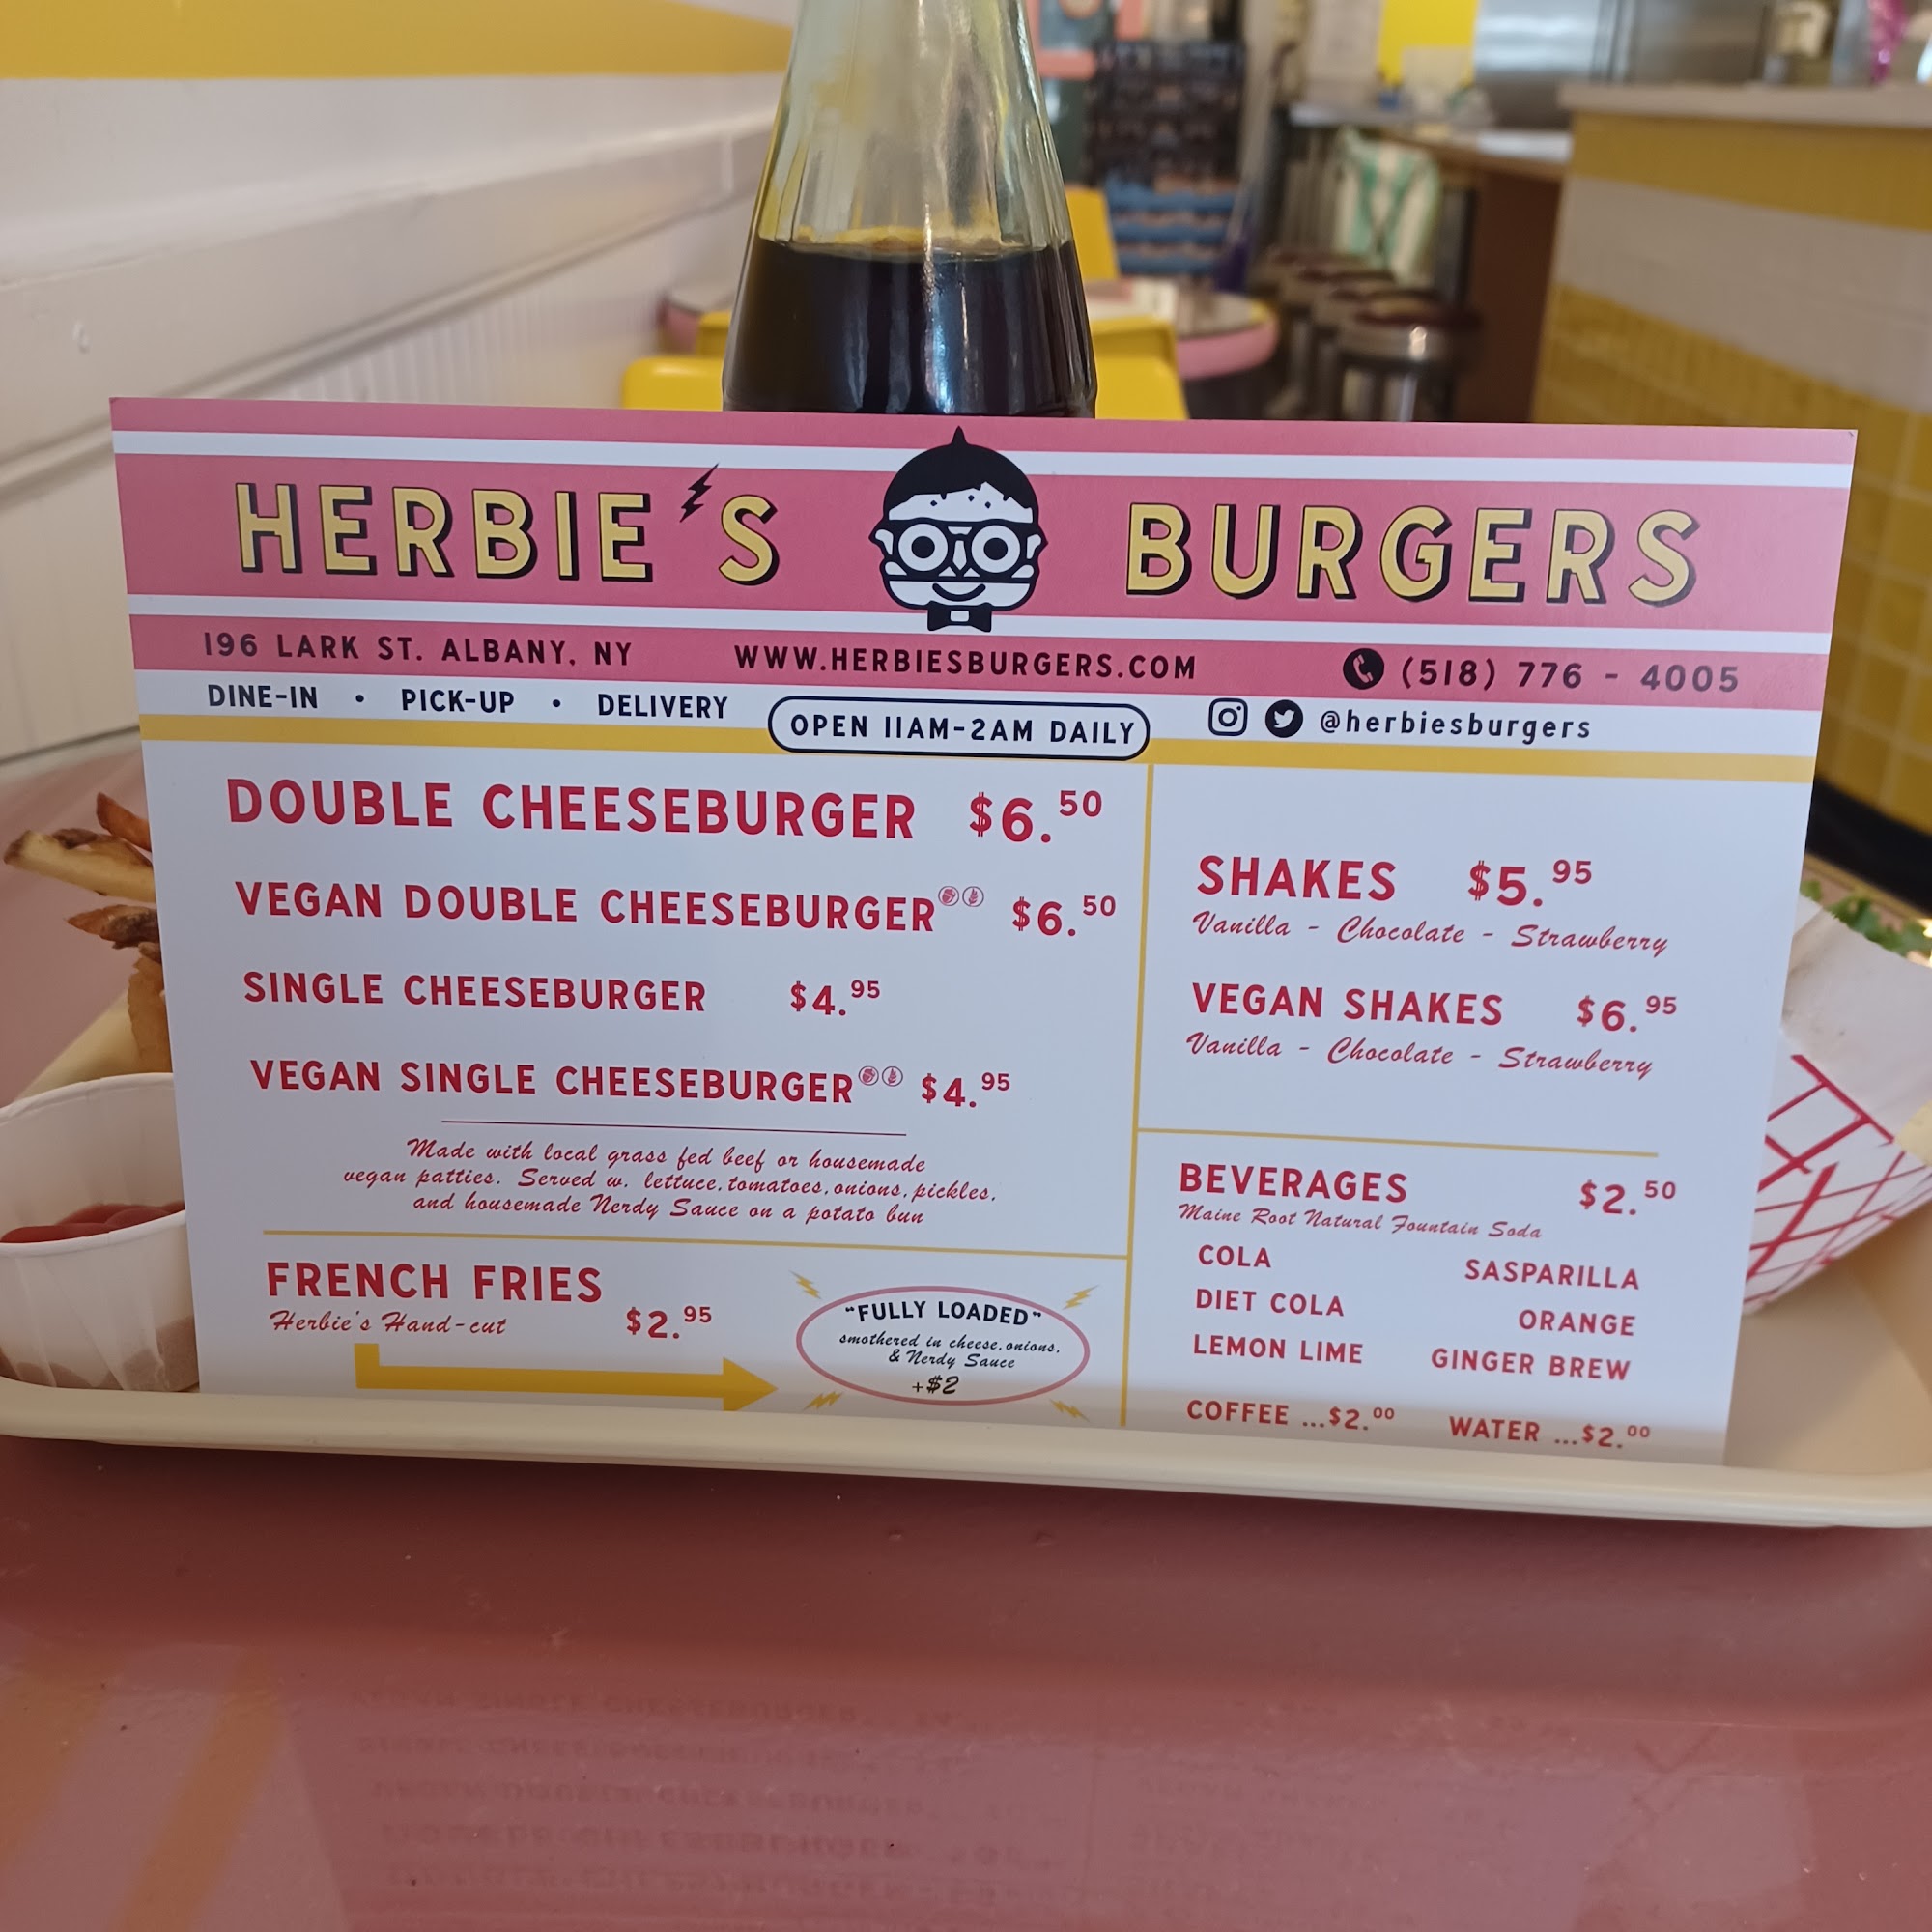 HERBIE'S BURGERS
196 LARK ST. ALBANY, NY WWW.HERBIESBURGERS.COM (518) 776 - 4005
DINE-IN • PICK-UP • DELIVERY OPEN 11AM-2AM DAILY @herbiesburgers
DOUBLE CHEESEBURGER $6.50
VEGAN DOUBLE CHEESEBURGER $6.50
SINGLE CHEESEBURGER $4.95
VEGAN SINGLE CHEESEBURGER $4.95
Made with local grass fed beef or housemade
vegan patties. Served w. lettuce, tomatoes, onions, pickles,
and housemade Nerdy Sauce on a potato bun
FRENCH FRIES
Herbie's Hand-cut $2.95
"FULLY LOADED"
smothered in cheese, onions,
& Nerdy Sauce
+$2
SHAKES $5.95
Vanilla - Chocolate - Strawberry
VEGAN SHAKES $6.95
Vanilla - Chocolate - Strawberry
BEVERAGES $2.50
Maine Root Natural Fountain Soda
COLA SASPARILLA
DIET COLA ORANGE
LEMON LIME GINGER BREW
COFFEE ...$2.00 WATER ...$2.00